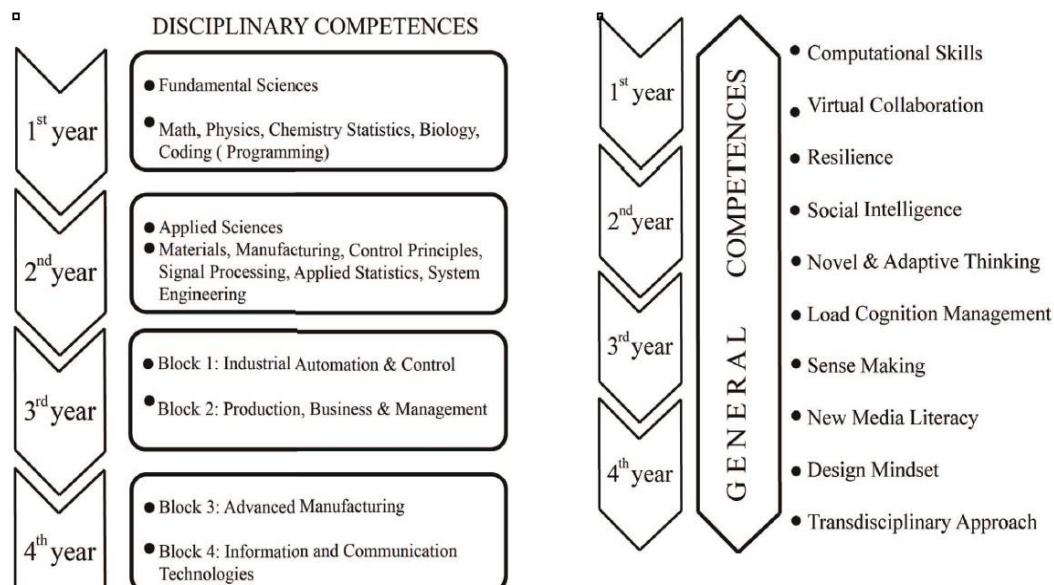 DISCIPLINARY COMPETENCES
1st year
● Fundamental Sciences
● Math, Physics, Chemistry Statistics, Biology,
Coding ( Programming)
2nd year
● Applied Sciences
● Materials, Manufacturing, Control Principles,
Signal Processing, Applied Statistics, System
Engineering
3rd year
● Block 1: Industrial Automation & Control
● Block 2: Production, Business & Management
4th year
● Block 3: Advanced Manufacturing
● Block 4: Information and Communication
Technologies
1st year
2nd year
3rd year
4th year
GENERAL COMPETENCES
● Computational Skills
● Virtual Collaboration
● Resilience
● Social Intelligence
● Novel & Adaptive Thinking
● Load Cognition Management
● Sense Making
● New Media Literacy
● Design Mindset
● Transdisciplinary Approach